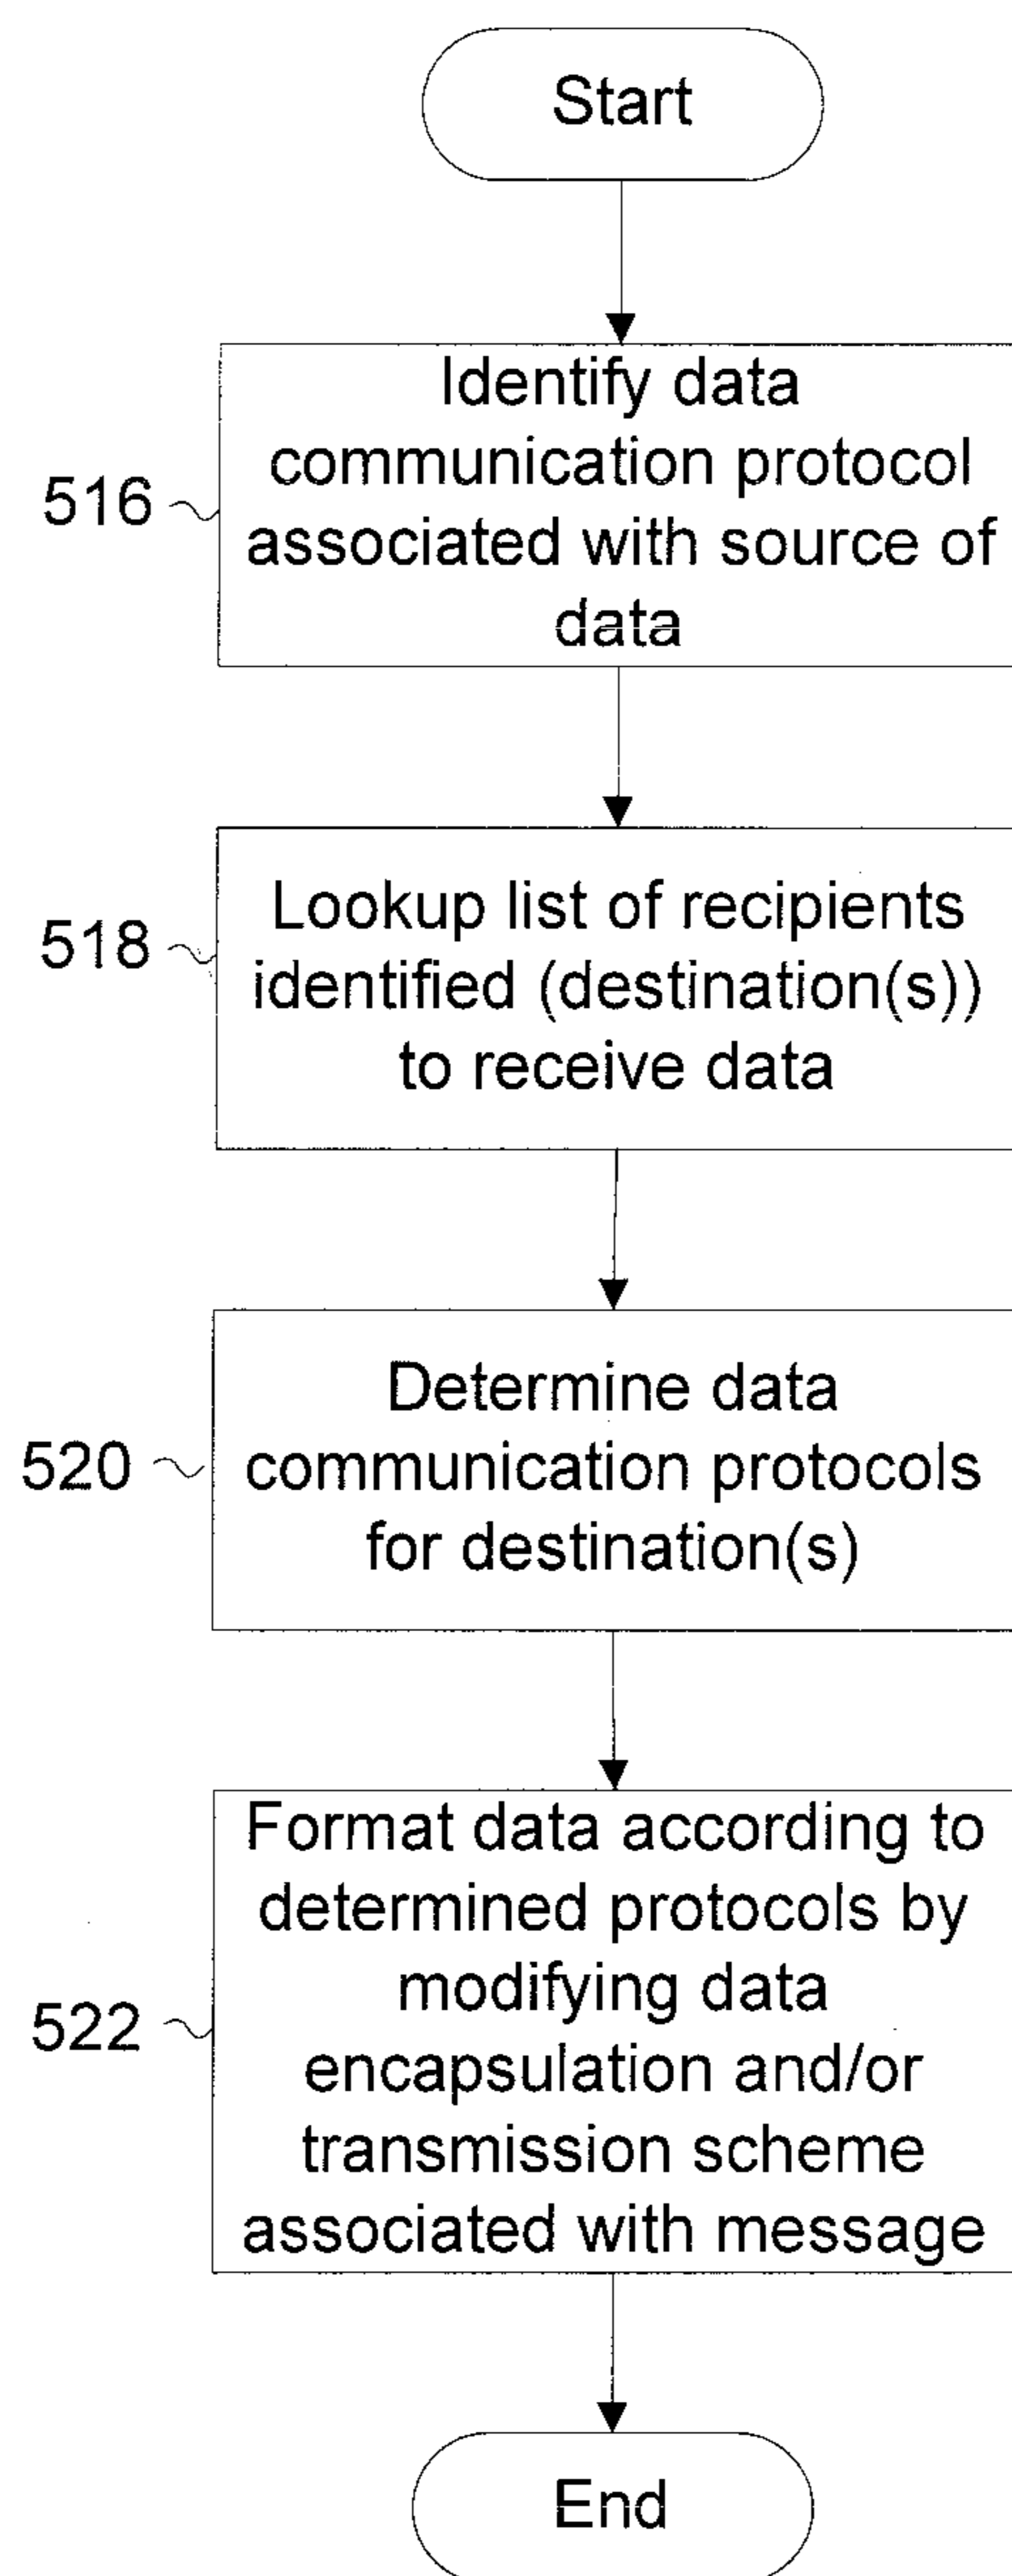 Start
Identify data
communication protocol
associated with source of
data
516
Lookup list of recipients
identified (destination(s))
to receive data
518
Determine data
communication protocols
for destination(s)
520
Format data according to
determined protocols by
modifying data
encapsulation and/or
transmission scheme
associated with message
522
End